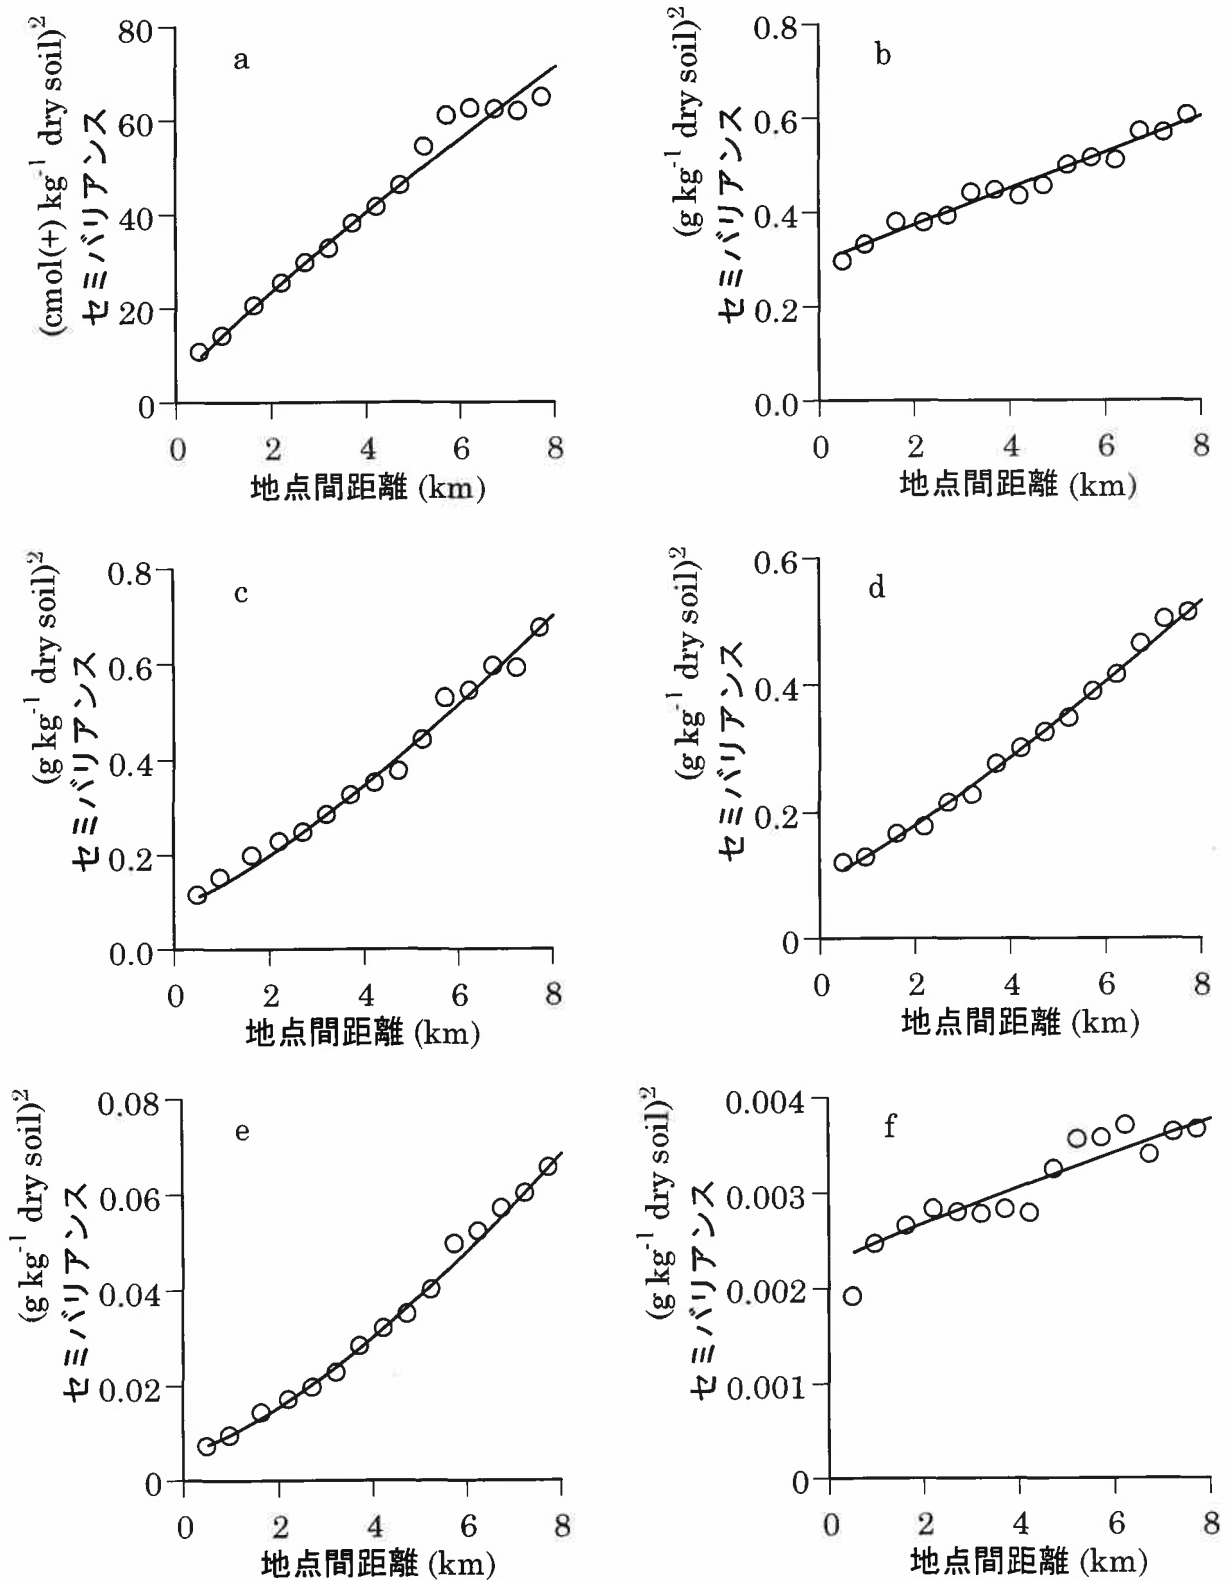 (cmol(+) kg⁻¹ dry soil)²
セミバリアンス
a
80
60
40
20
0
0 2 4 6 8
地点間距離 (km)
(g kg⁻¹ dry soil)²
セミバリアンス
b
0.8
0.6
0.4
0.2
0.0
0 2 4 6 8
地点間距離 (km)
(g kg⁻¹ dry soil)²
セミバリアンス
c
0.8
0.6
0.4
0.2
0.0
0 2 4 6 8
地点間距離 (km)
(g kg⁻¹ dry soil)²
セミバリアンス
d
0.6
0.4
0.2
0
0 2 4 6 8
地点間距離 (km)
(g kg⁻¹ dry soil)²
セミバリアンス
e
0.08
0.06
0.04
0.02
0
0 2 4 6 8
地点間距離 (km)
(g kg⁻¹ dry soil)²
セミバリアンス
f
0.004
0.003
0.002
0.001
0
0 2 4 6 8
地点間距離 (km)